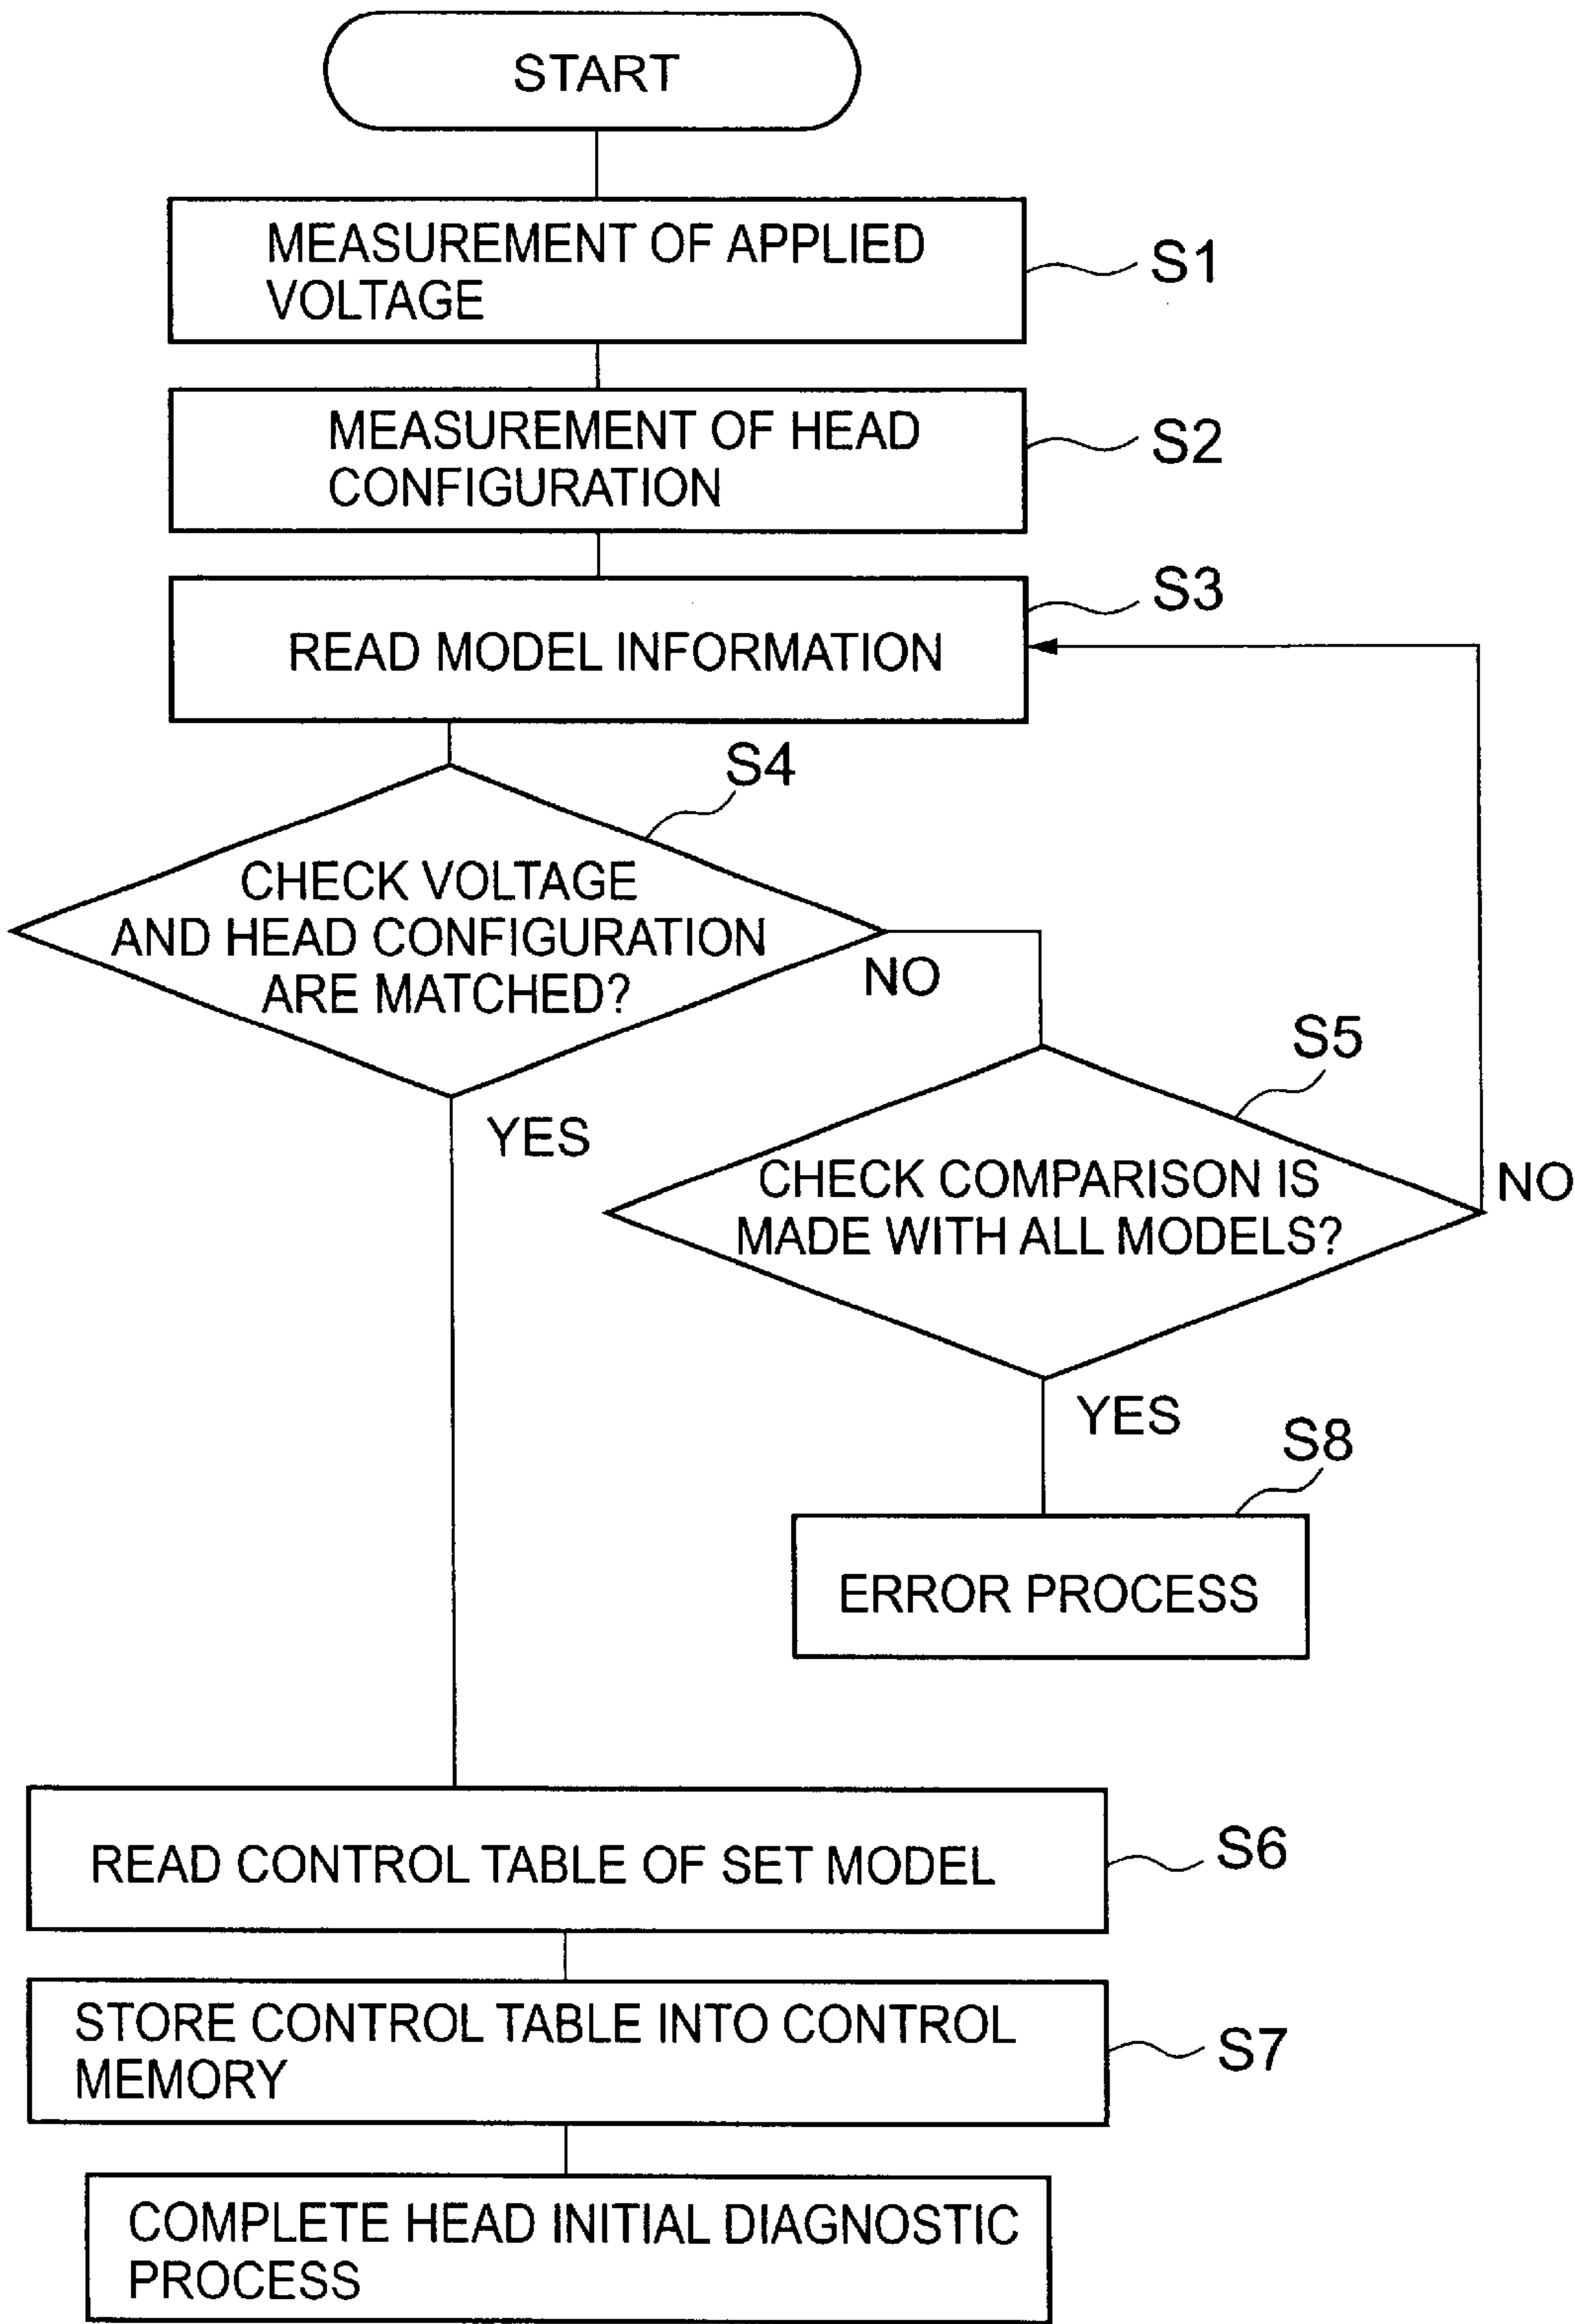 START
MEASUREMENT OF APPLIED
VOLTAGE
S1
MEASUREMENT OF HEAD
CONFIGURATION
S2
S3
READ MODEL INFORMATION
S4
CHECK VOLTAGE
AND HEAD CONFIGURATION
ARE MATCHED?
NO
S5
YES
CHECK COMPARISON IS
MADE WITH ALL MODELS?
NO
YES
S8
ERROR PROCESS
READ CONTROL TABLE OF SET MODEL
S6
STORE CONTROL TABLE INTO CONTROL
MEMORY
S7
COMPLETE HEAD INITIAL DIAGNOSTIC
PROCESS